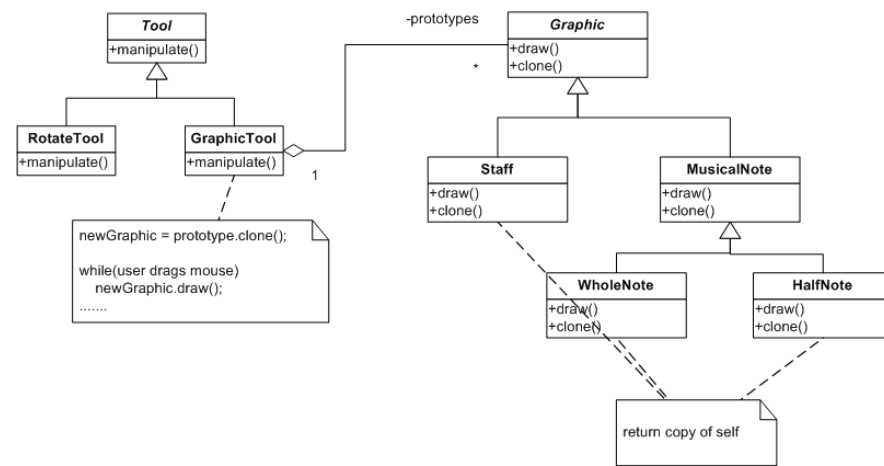 Tool
+manipulate()
RotateTool
+manipulate()
GraphicTool
+manipulate()
1
-prototypes
*
Graphic
+draw()
+clone()
Staff
+draw()
+clone()
MusicalNote
+draw()
+clone()
WholeNote
+draw()
+clone()
HalfNote
+draw()
+clone()
newGraphic = prototype.clone();
while(user drags mouse)
newGraphic.draw();
.......
return copy of self